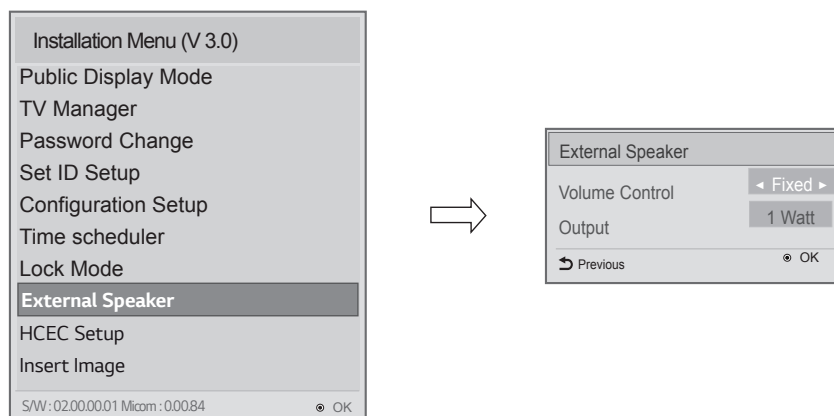 Installation Menu (V 3.0)
Public Display Mode
TV Manager
Password Change
Set ID Setup
Configuration Setup
Time scheduler
Lock Mode
External Speaker
HCEC Setup
Insert Image
S/W : 02.00.00.01 Micom : 0.00.84 ◉ OK
External Speaker
Volume Control ◄ Fixed ►
Output 1 Watt
Previous ◉ OK